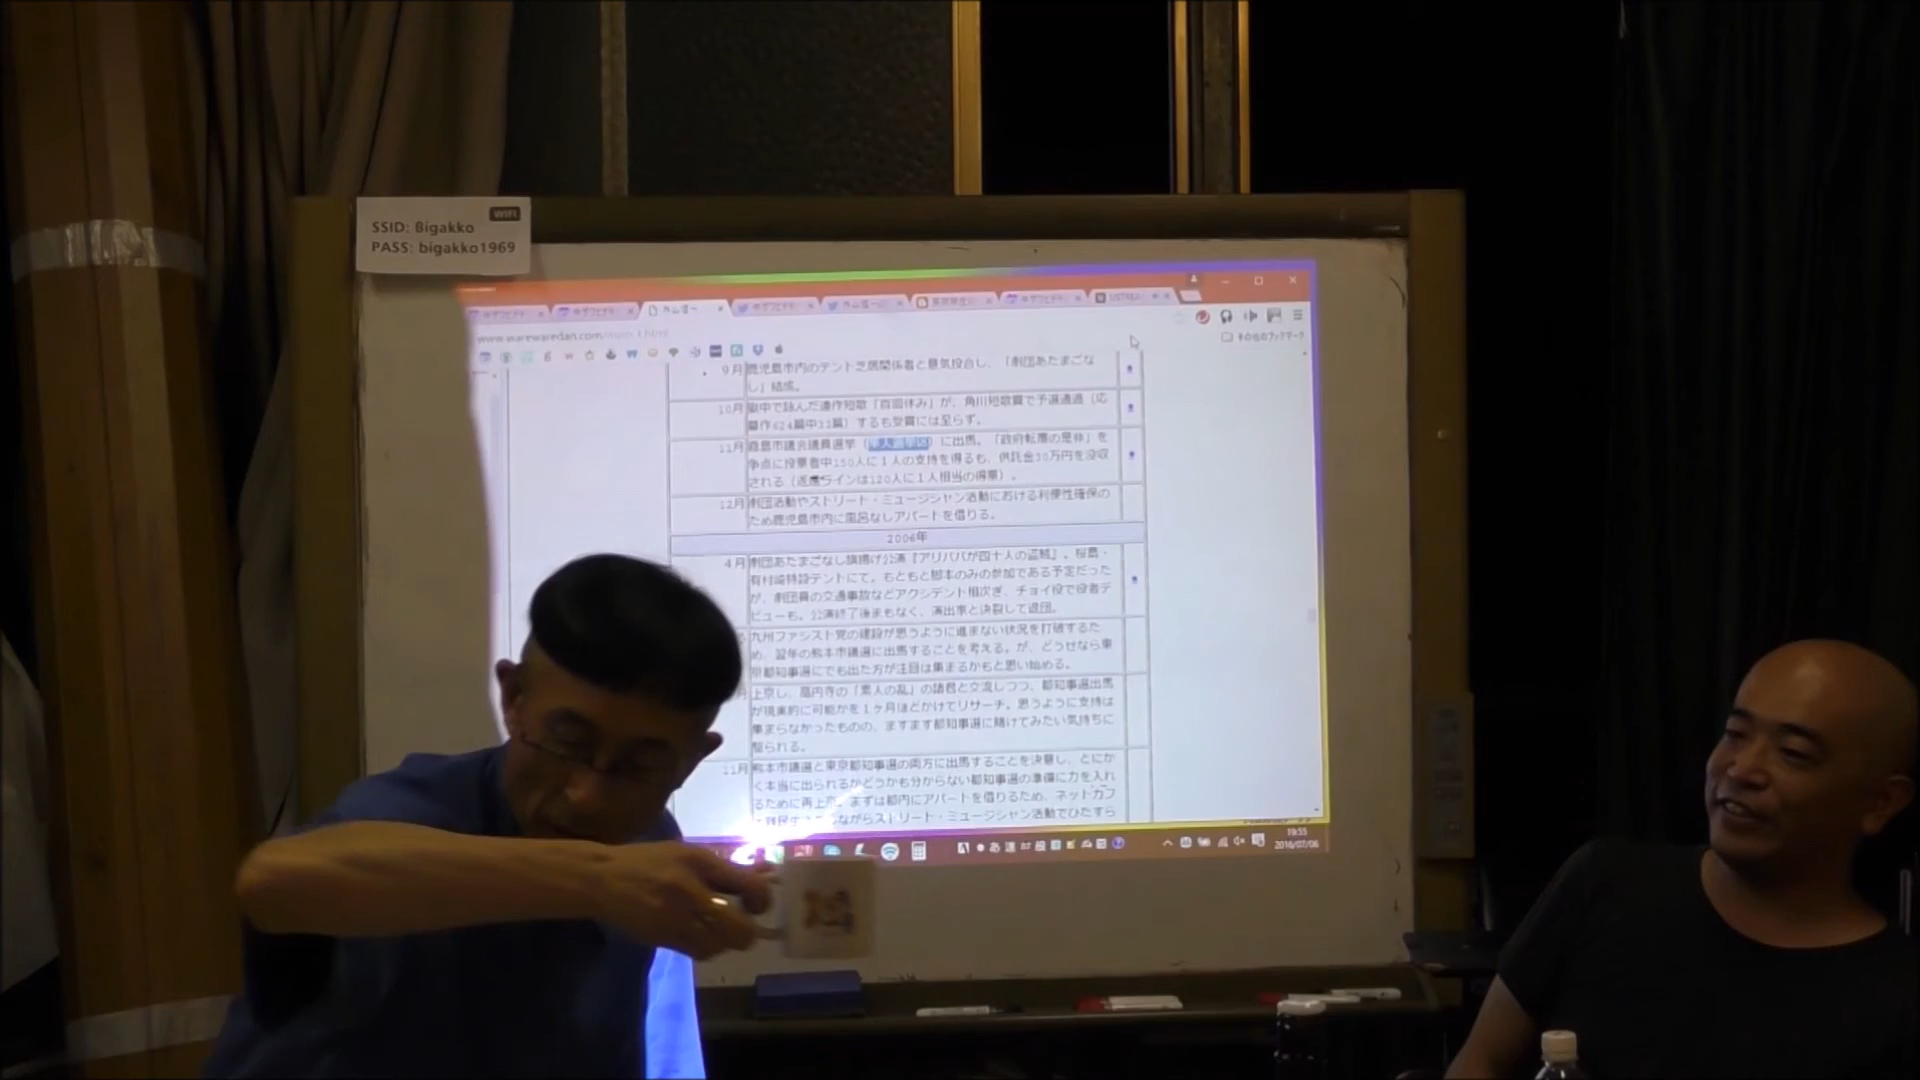 WiFi
SSID: Bigakko
PASS: bigakko1969
www.warewaredan.com/
その他のブックマーク
9月 鹿児島市内のテント芝居関係者と意気投合し、「劇団あたまごな
し」結成。
10月 獄中で詠んだ連作短歌「百回休み」が、角川短歌賞で予選通過（応
募作624篇中33篇）するも受賞には至らず。
11月 霧島市議会議員選挙（隼人選挙区）に出馬。「政府転覆の是非」を
争点に投票者中150人に１人の支持を得るも、供託金30万円を没収
される（返還ラインは120人に１人相当の得票）。
12月 劇団活動やストリート・ミュージシャン活動における利便性確保の
ため鹿児島市内に風呂なしアパートを借りる。
2006年
4月 劇団あたまごなし旗揚げ公演『アリババが四十人の盗賊』。桜島・
有村崎特設テントにて。もともと脚本のみの参加である予定だった
が、劇団員の交通事故などアクシデント相次ぎ、チョイ役で役者デ
ビューも。公演終了後まもなく、演出家と決裂して退団。
九州ファシスト党の建設が思うように進まない状況を打破するた
め、翌年の熊本市議選に出馬することを考える。が、どうせなら東
京都知事選にでも出た方が注目は集まるかもと思い始める。
月 上京し、高円寺の「素人の乱」の諸君と交流しつつ、都知事選出馬
が現実的に可能かを１ヶ月ほどかけてリサーチ。思うように支持は
集まらなかったものの、ますます都知事選に賭けてみたい気持ちに
駆られる。
11月 熊本市議選と東京都知事選の両方に出馬することを決意し、とにか
く本当に出られるかどうかも分からない都知事選の準備に力を入れ
るために再上京。まずは都内にアパートを借りるため、ネットカフ
ながらストリート・ミュージシャン活動でひたすら
19:55
2016/07/06